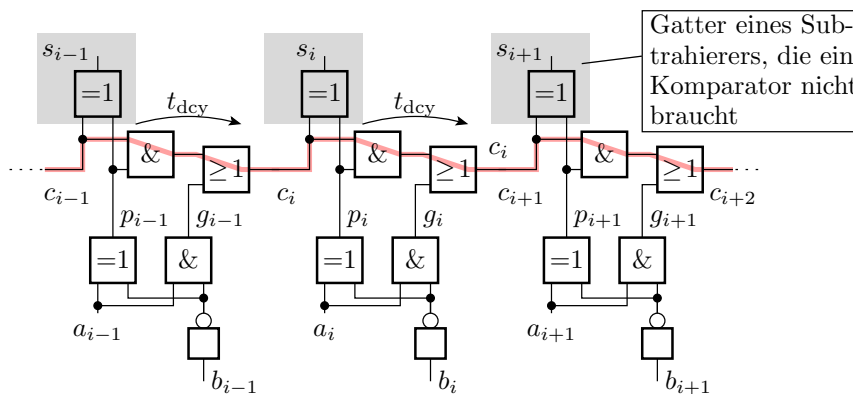 s_{i−1} s_i s_{i+1}
Gatter eines Sub-
trahierers, die ein
Komparator nicht
braucht
=1 =1 =1
t_dcy t_dcy
& & &
≥1 ≥1 ≥1
c_i
c_{i−1} c_i c_{i+1} c_{i+2}
p_{i−1} g_{i−1} p_i g_i p_{i+1} g_{i+1}
=1 & =1 & =1 &
a_{i−1} a_i a_{i+1}
b_{i−1} b_i b_{i+1}